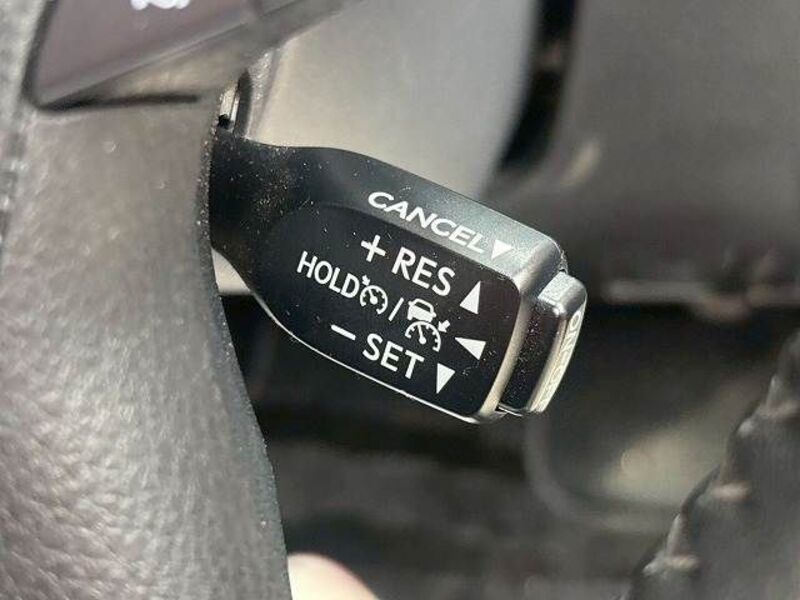 CANCEL▼
+ RES ▲
HOLD /
− SET ▼